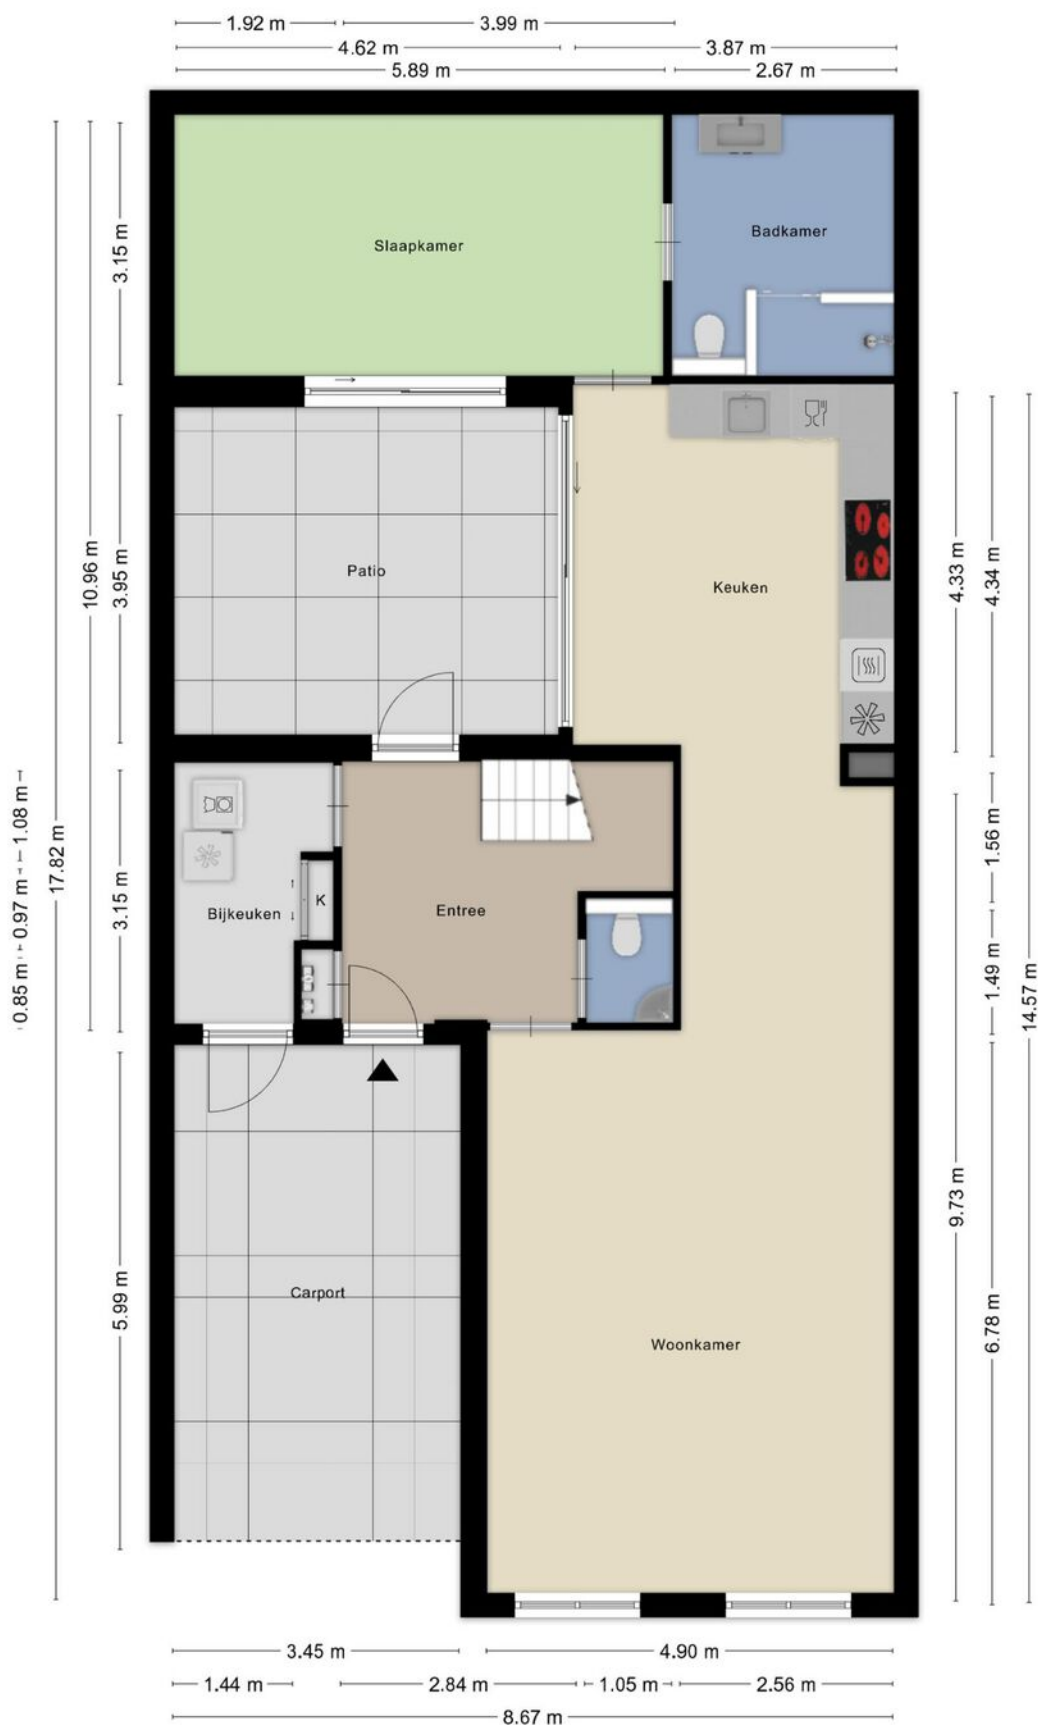 1.92 m
3.99 m
4.62 m
3.87 m
5.89 m
2.67 m
Slaapkamer
Badkamer
3.15 m
10.96 m
3.95 m
Patio
Keuken
4.33 m
4.34 m
17.82 m
0.85 m
0.97 m
1.08 m
3.15 m
Bijkeuken
K
Entree
1.56 m
1.49 m
14.57 m
5.99 m
Carport
Woonkamer
9.73 m
6.78 m
3.45 m
4.90 m
1.44 m
2.84 m
1.05 m
2.56 m
8.67 m